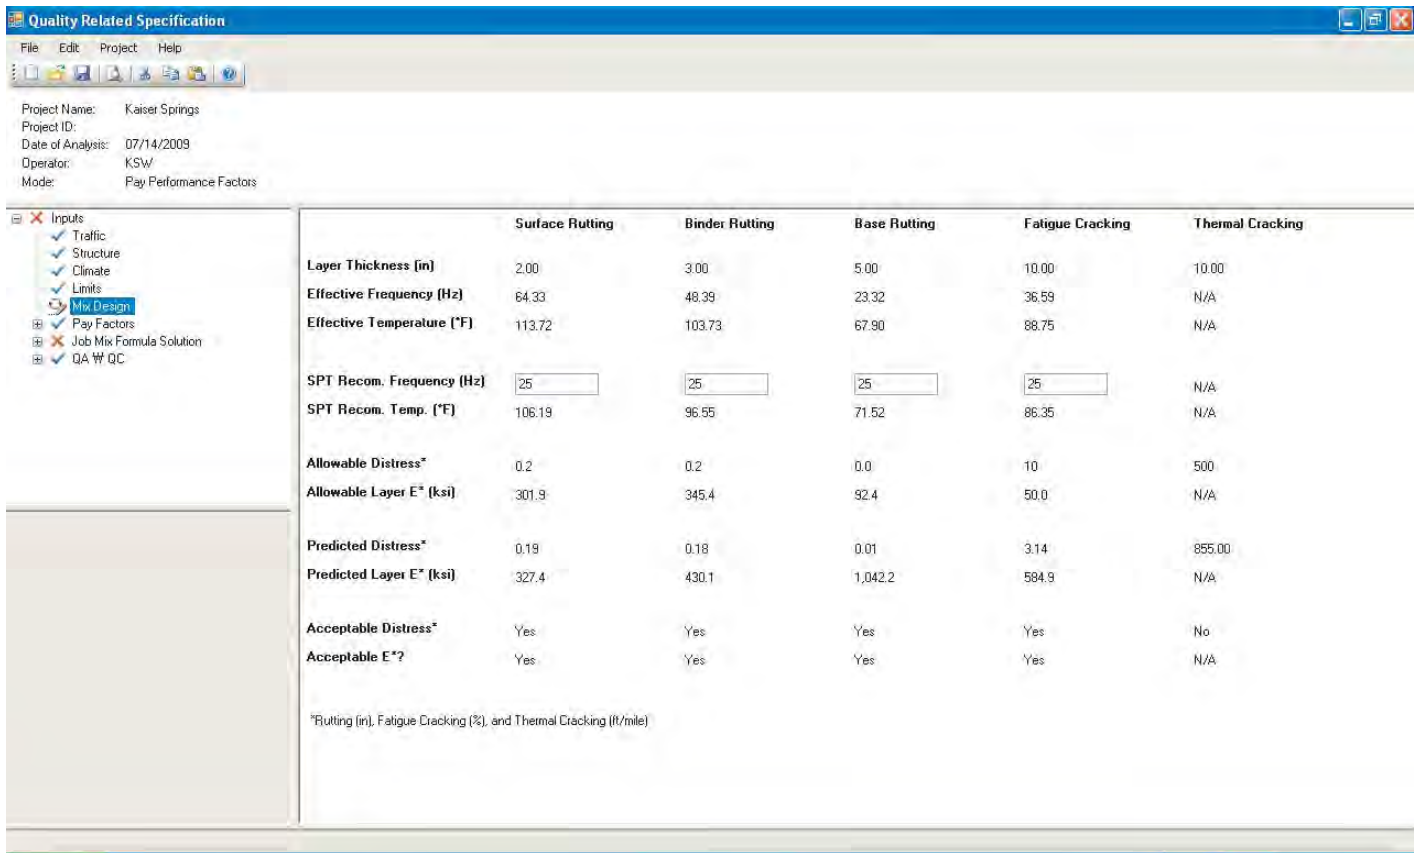 Quality Related Specification
File Edit Project Help
Project Name: Kaiser Springs
Project ID:
Date of Analysis: 07/14/2009
Operator: KSW
Mode: Pay Performance Factors
Inputs
Traffic
Structure
Climate
Limits
Mix Design
Pay Factors
Job Mix Formula Solution
QA ₩ QC
Surface Rutting Binder Rutting Base Rutting Fatigue Cracking Thermal Cracking
Layer Thickness (in) 2.00 3.00 5.00 10.00 10.00
Effective Frequency (Hz) 64.33 48.39 23.32 36.59 N/A
Effective Temperature (°F) 113.72 103.73 67.90 88.75 N/A
SPT Recom. Frequency (Hz) 25 25 25 25 N/A
SPT Recom. Temp. (°F) 106.19 96.55 71.52 86.35 N/A
Allowable Distress* 0.2 0.2 0.0 10 500
Allowable Layer E* (ksi) 301.9 345.4 92.4 50.0 N/A
Predicted Distress* 0.19 0.18 0.01 3.14 855.00
Predicted Layer E* (ksi) 327.4 430.1 1,042.2 584.9 N/A
Acceptable Distress* Yes Yes Yes Yes No
Acceptable E*? Yes Yes Yes Yes N/A
*Rutting (in), Fatigue Cracking (%), and Thermal Cracking (ft/mile)